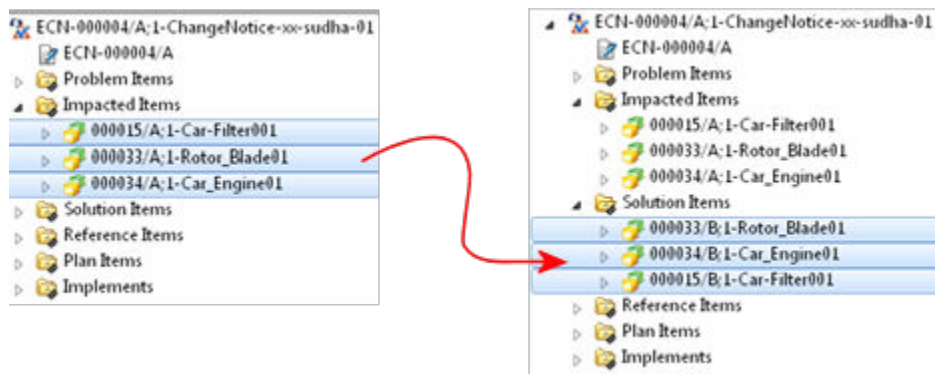 ECN-000004/A;1-ChangeNotice-xx-sudha-01
ECN-000004/A
Problem Items
Impacted Items
000015/A;1-Car-Filter001
000033/A;1-Rotor_Blade01
000034/A;1-Car_Engine01
Solution Items
Reference Items
Plan Items
Implements
ECN-000004/A;1-ChangeNotice-xx-sudha-01
ECN-000004/A
Problem Items
Impacted Items
000015/A;1-Car-Filter001
000033/A;1-Rotor_Blade01
000034/A;1-Car_Engine01
Solution Items
000033/B;1-Rotor_Blade01
000034/B;1-Car_Engine01
000015/B;1-Car-Filter001
Reference Items
Plan Items
Implements